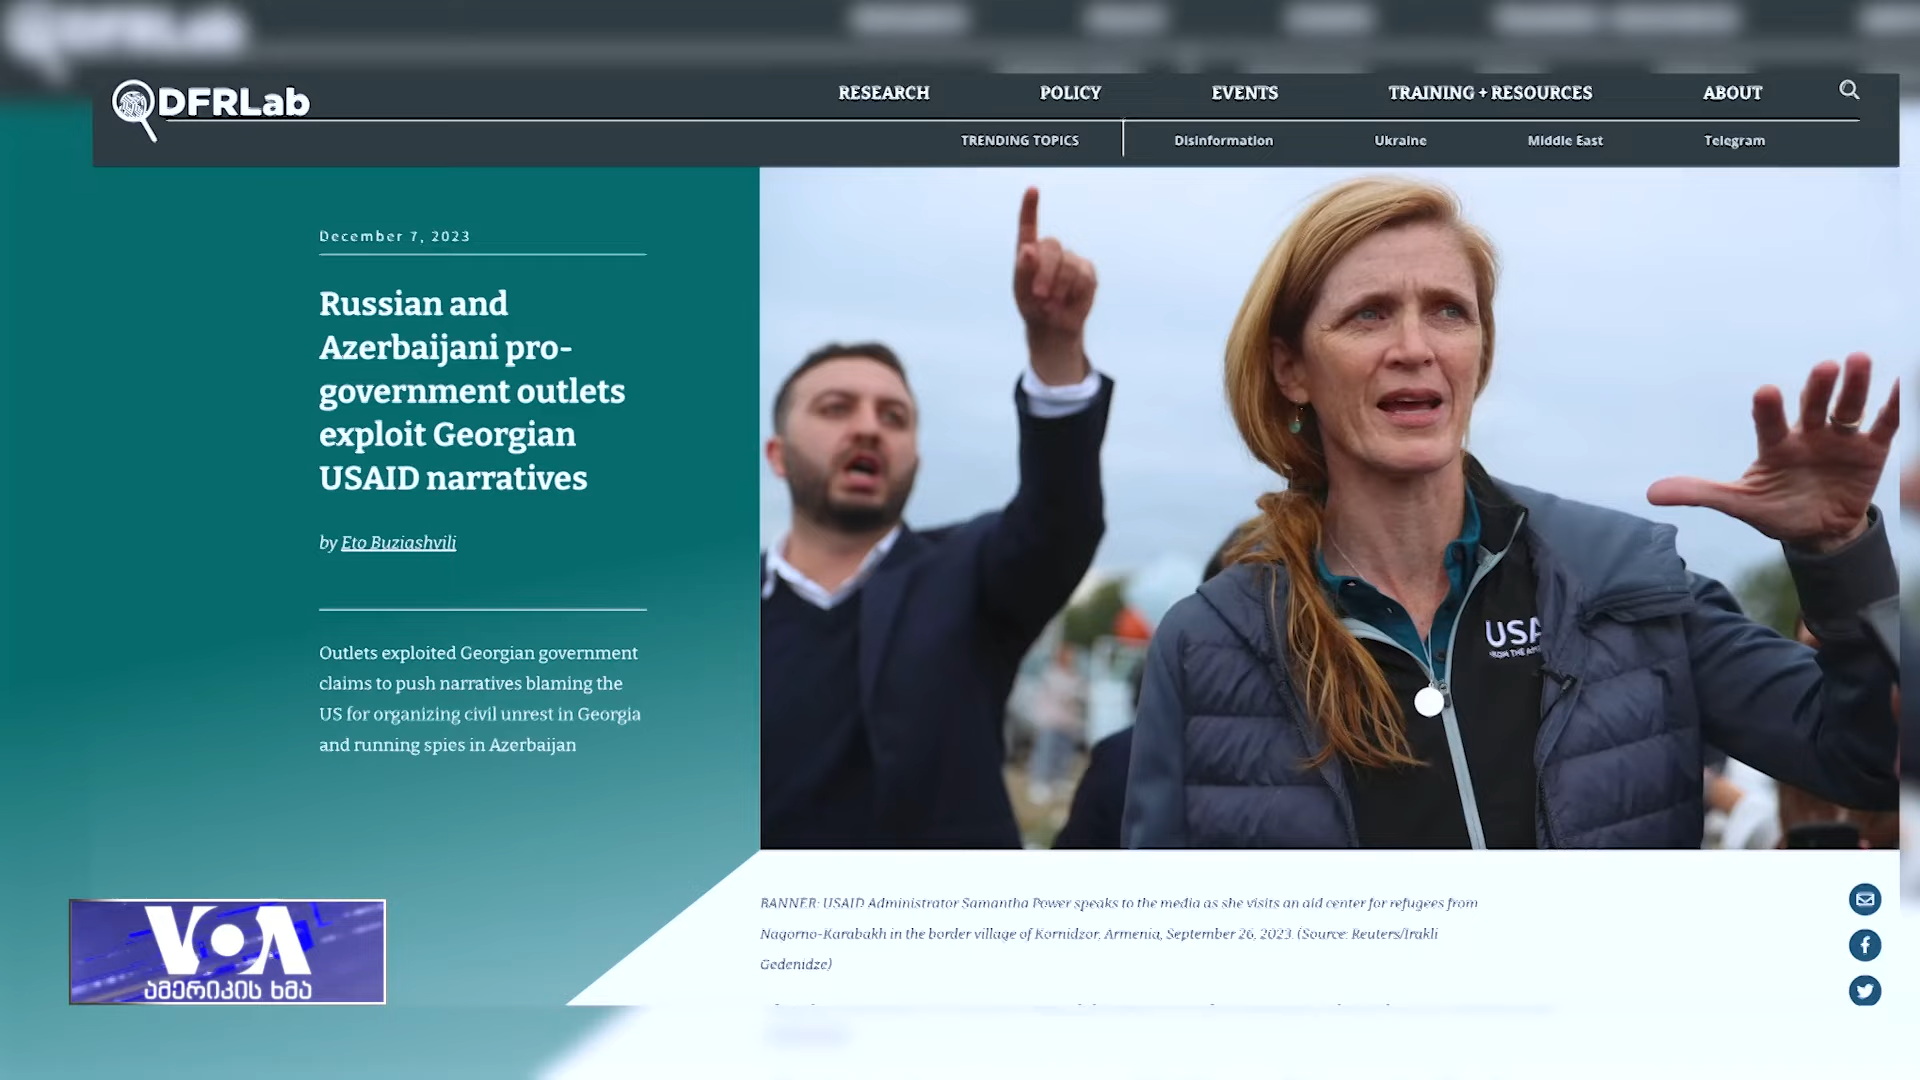 DFRLab
RESEARCH POLICY EVENTS TRAINING + RESOURCES ABOUT
TRENDING TOPICS Disinformation Ukraine Middle East Telegram
December 7, 2023
Russian and
Azerbaijani pro-
government outlets
exploit Georgian
USAID narratives
by Eto Buziashvili
Outlets exploited Georgian government
claims to push narratives blaming the
US for organizing civil unrest in Georgia
and running spies in Azerbaijan
USA
BANNER: USAID Administrator Samantha Power speaks to the media as she visits an aid center for refugees from
Nagorno-Karabakh in the border village of Kornidzor, Armenia, September 26, 2023. (Source: Reuters/Irakli
Gedenidze)
VOA
ამერიკის ხმა